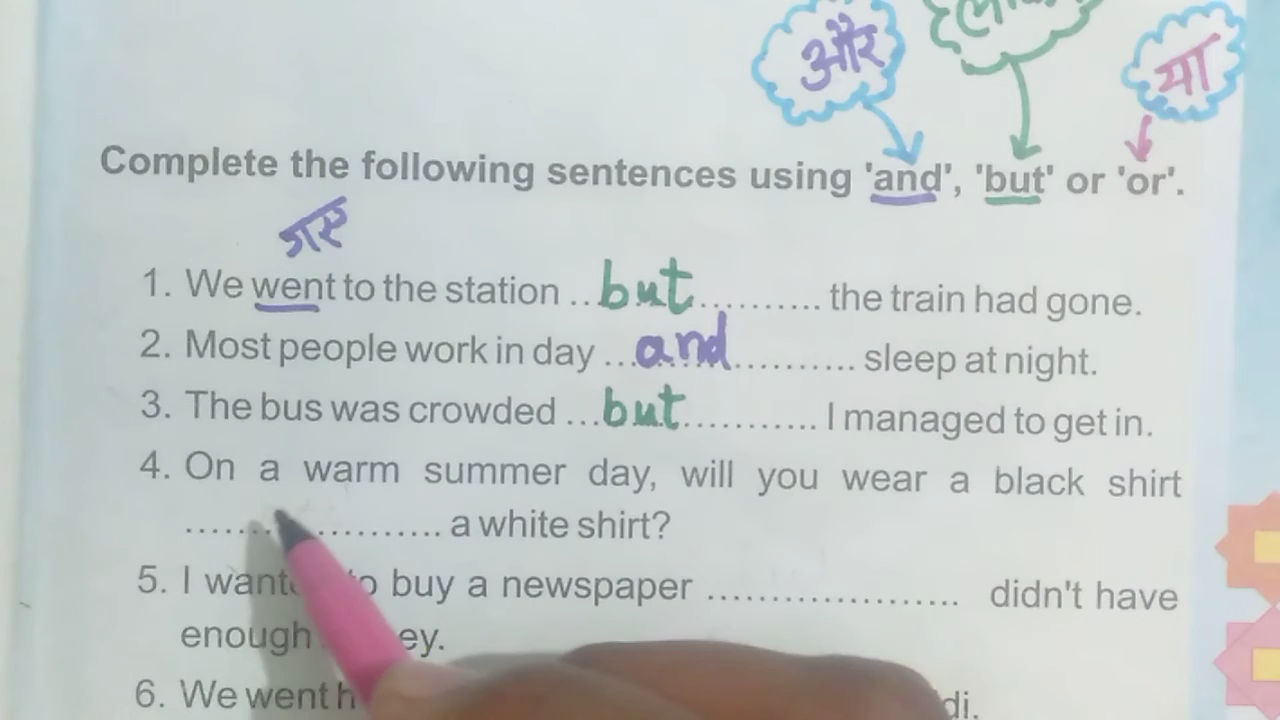 और या
Complete the following sentences using 'and', 'but' or 'or'.
गए
1. We went to the station ..but.......... the train had gone.
2. Most people work in day ...and........... sleep at night.
3. The bus was crowded ...but............ I managed to get in.
4. On a warm summer day, will you wear a black shirt
...................... a white shirt?
5. I to buy a newspaper .................... didn't have
enough
6. We went